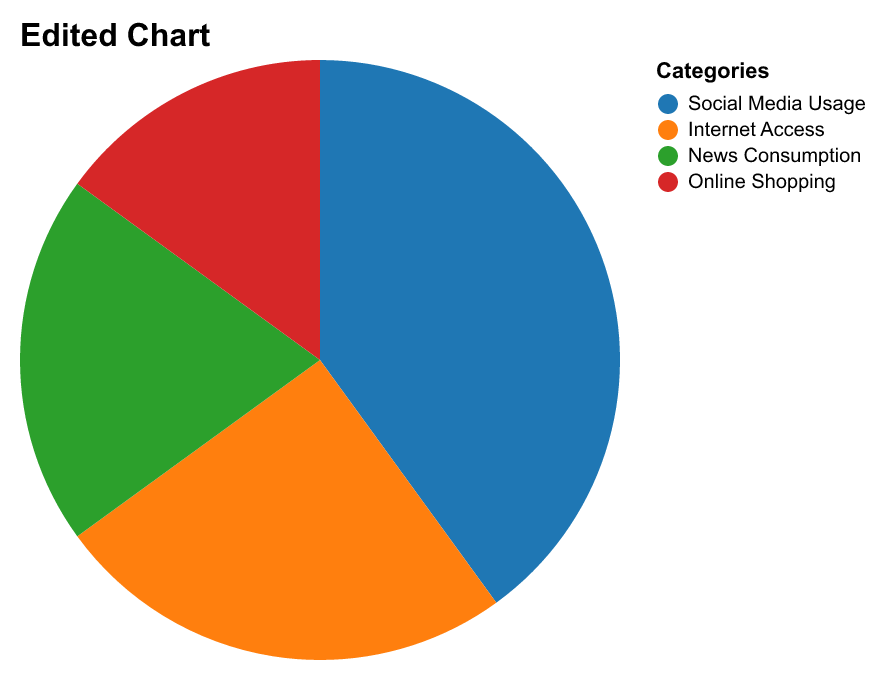 Edited Chart
Categories
Social Media Usage
Internet Access
News Consumption
Online Shopping